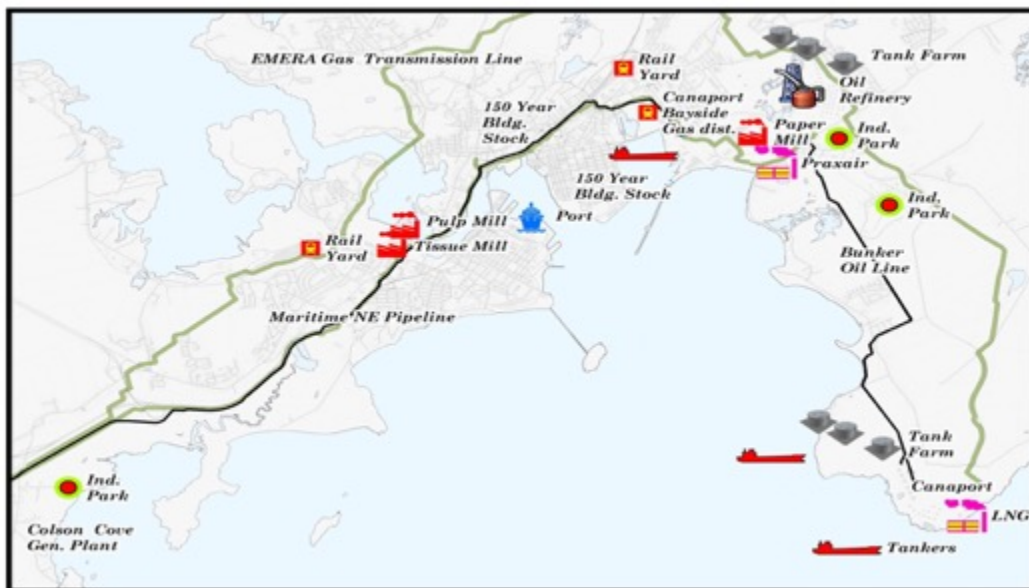 Tank Farm
EMERA Gas Transmission Line
Rail
Yard
Oil
Refinery
150 Year
Bldg.
Stock
Canaport
Bayside
Gas dist.
Paper
Mill
Ind.
Park
Praxair
150 Year
Bldg. Stock
Ind.
Park
Pulp Mill
Port
Rail
Yard
Tissue Mill
Bunker
Oil Line
Maritime NE Pipeline
Tank
Farm
Ind.
Park
Canaport
LNG
Colson Cove
Gen. Plant
Tankers